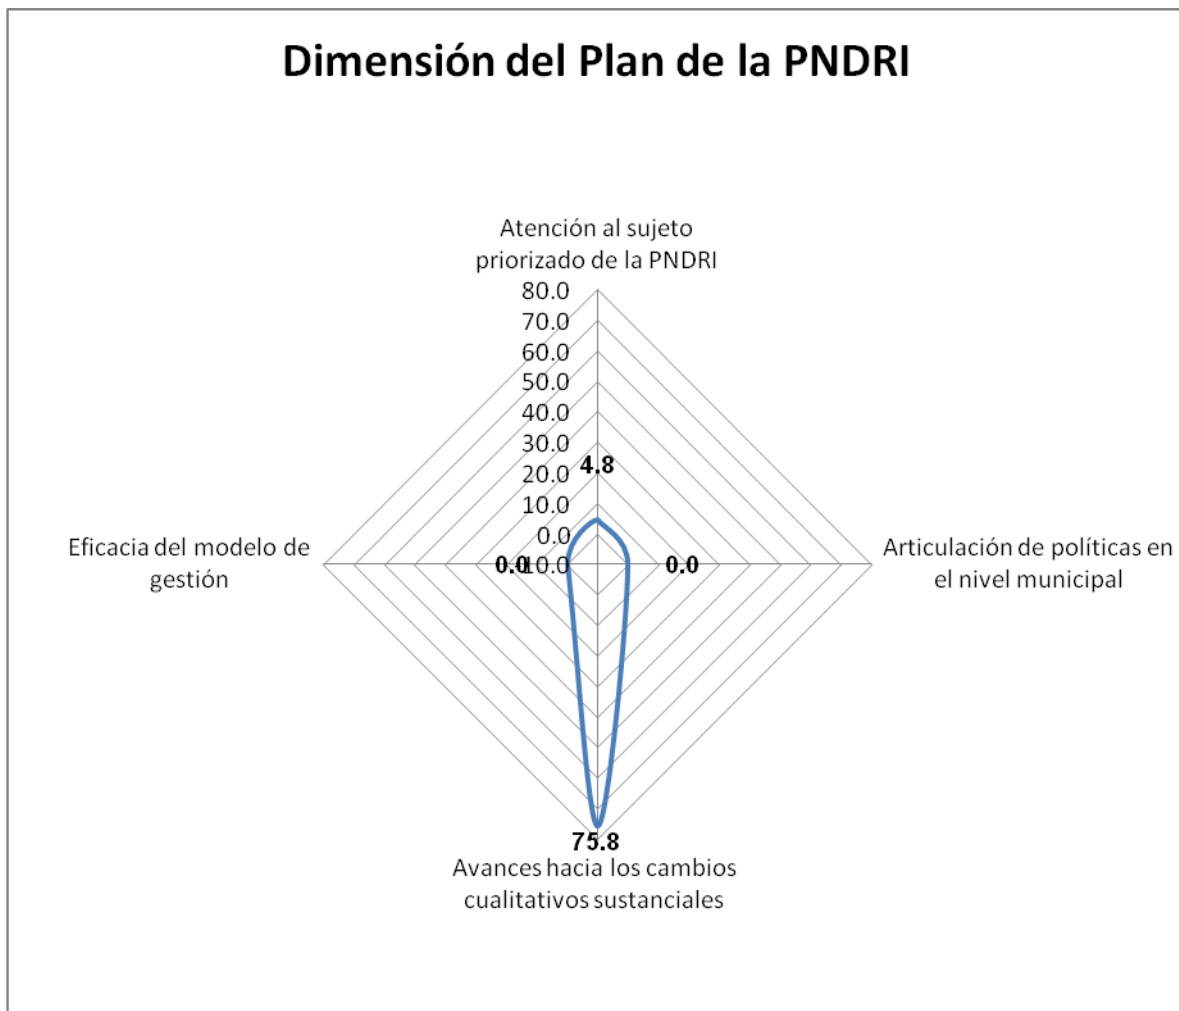 Dimensión del Plan de la PNDRI
Atención al sujeto
priorizado de la PNDRI
80.0
70.0
60.0
50.0
40.0
30.0
4.8
20.0
10.0
0.0
Eficacia del modelo de
gestión
0.0
-10.0
0.0
Articulación de políticas en
el nivel municipal
75.8
Avances hacia los cambios
cualitativos sustanciales